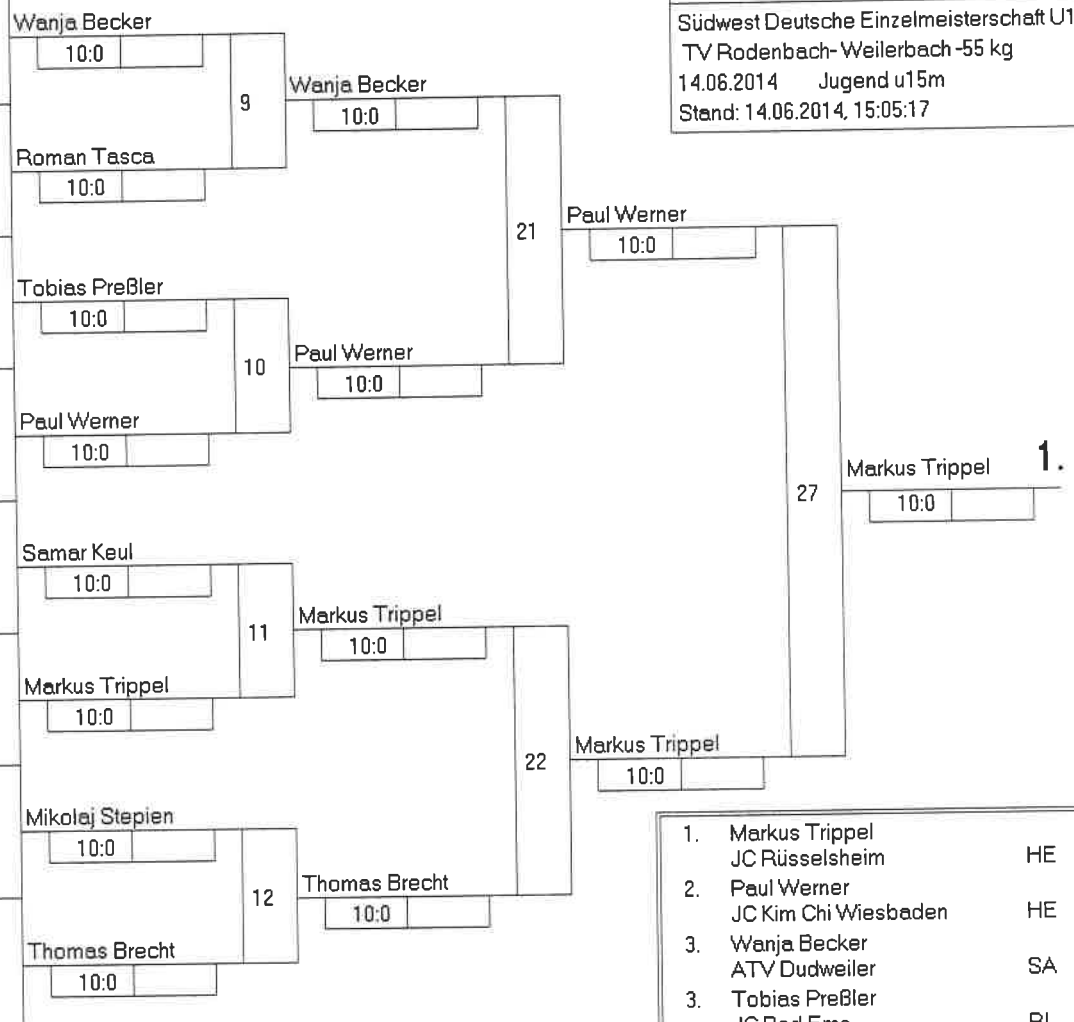 Südwest Deutsche Einzelmeisterschaft U1
TV Rodenbach-Weilerbach -55 kg
14.06.2014 Jugend u15m
Stand: 14.06.2014, 15:05:17
Wanja Becker
10:0
9
Roman Tasca
10:0
Tobias Preßler
10:0
10
Paul Werner
10:0
Samar Keul
10:0
11
Markus Trippel
10:0
Mikolaj Stepien
10:0
12
Thomas Brecht
10:0
Wanja Becker
10:0
21
Paul Werner
10:0
Markus Trippel
10:0
22
Thomas Brecht
10:0
Paul Werner
10:0
27
Markus Trippel
10:0
Markus Trippel 1.
10:0
1. Markus Trippel
JC Rüsselsheim HE
2. Paul Werner
JC Kim Chi Wiesbaden HE
3. Wanja Becker
ATV Dudweiler SA
3. Tobias Preßler
JC Bad Ems